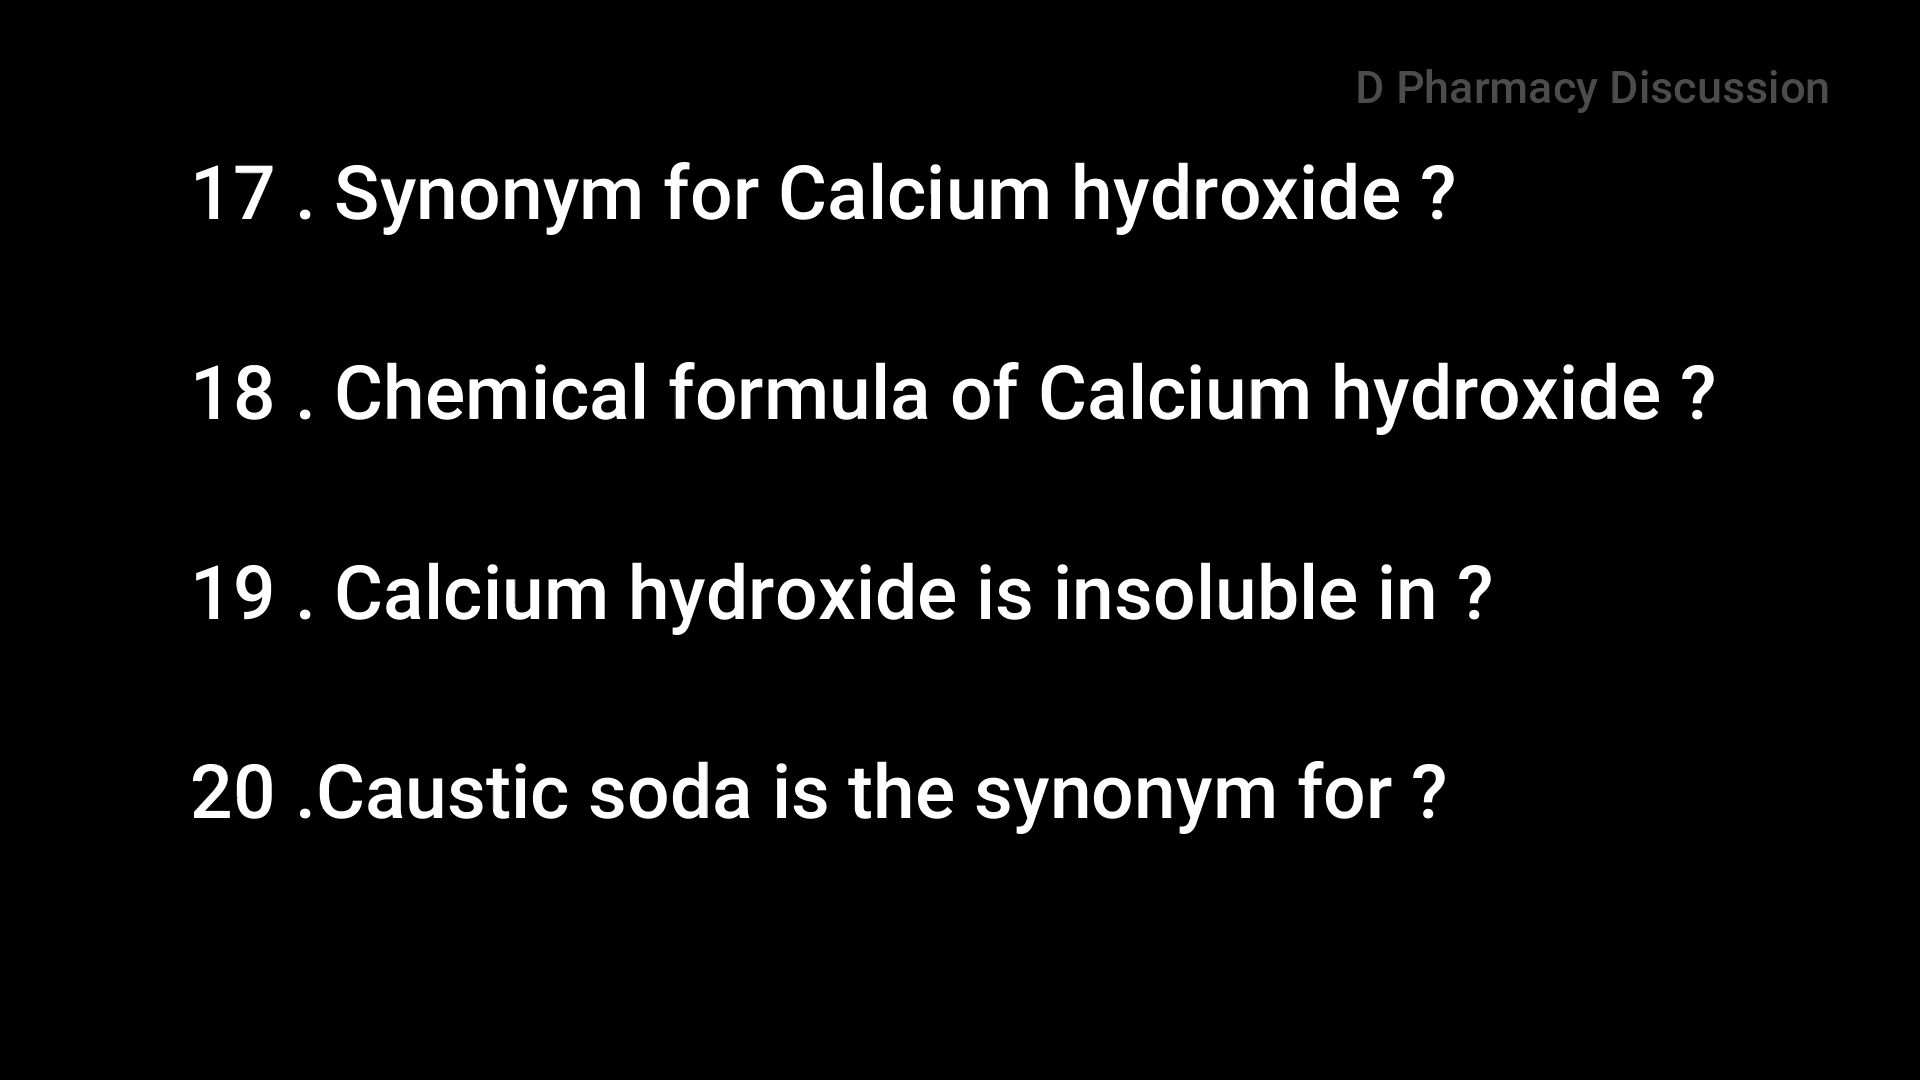 D Pharmacy Discussion
17 . Synonym for Calcium hydroxide ?
18 . Chemical formula of Calcium hydroxide ?
19 . Calcium hydroxide is insoluble in ?
20 .Caustic soda is the synonym for ?